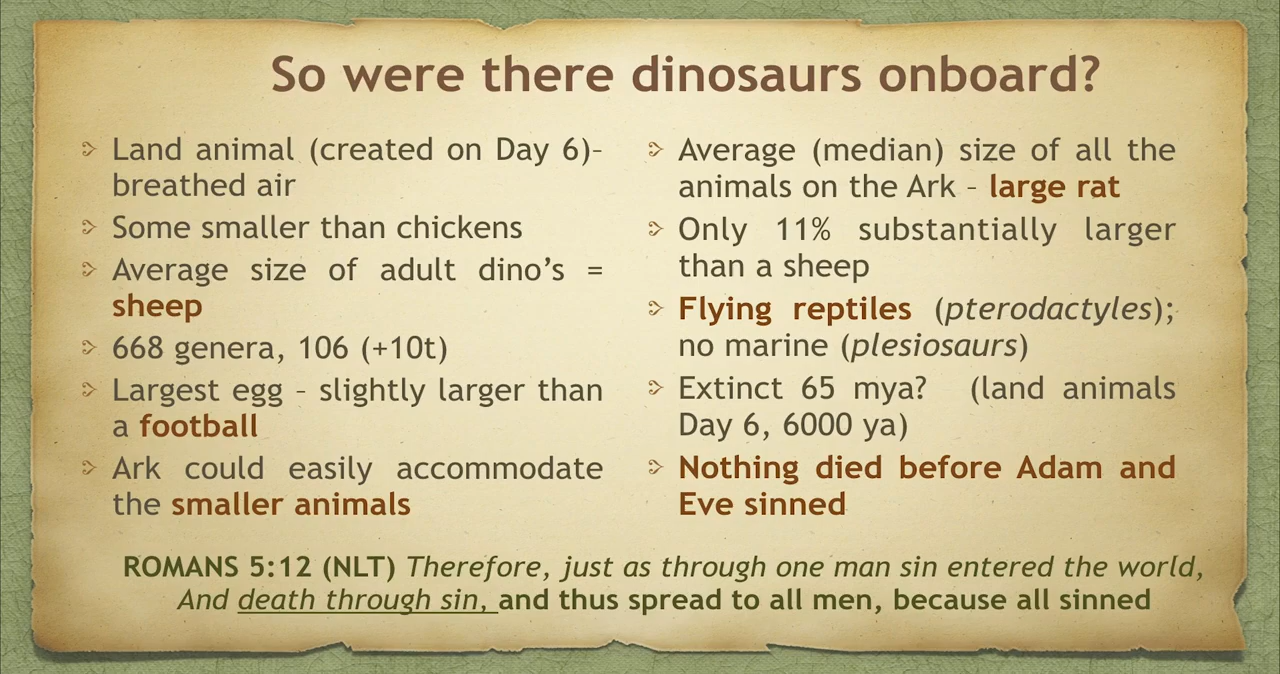 So were there dinosaurs onboard?
Land animal (created on Day 6)–
breathed air
Some smaller than chickens
Average size of adult dino’s =
sheep
668 genera, 106 (+10t)
Largest egg – slightly larger than
a football
Ark could easily accommodate
the smaller animals
Average (median) size of all the
animals on the Ark – large rat
Only 11% substantially larger
than a sheep
Flying reptiles (pterodactyles);
no marine (plesiosaurs)
Extinct 65 mya? (land animals
Day 6, 6000 ya)
Nothing died before Adam and
Eve sinned
ROMANS 5:12 (NLT) Therefore, just as through one man sin entered the world,
And death through sin, and thus spread to all men, because all sinned